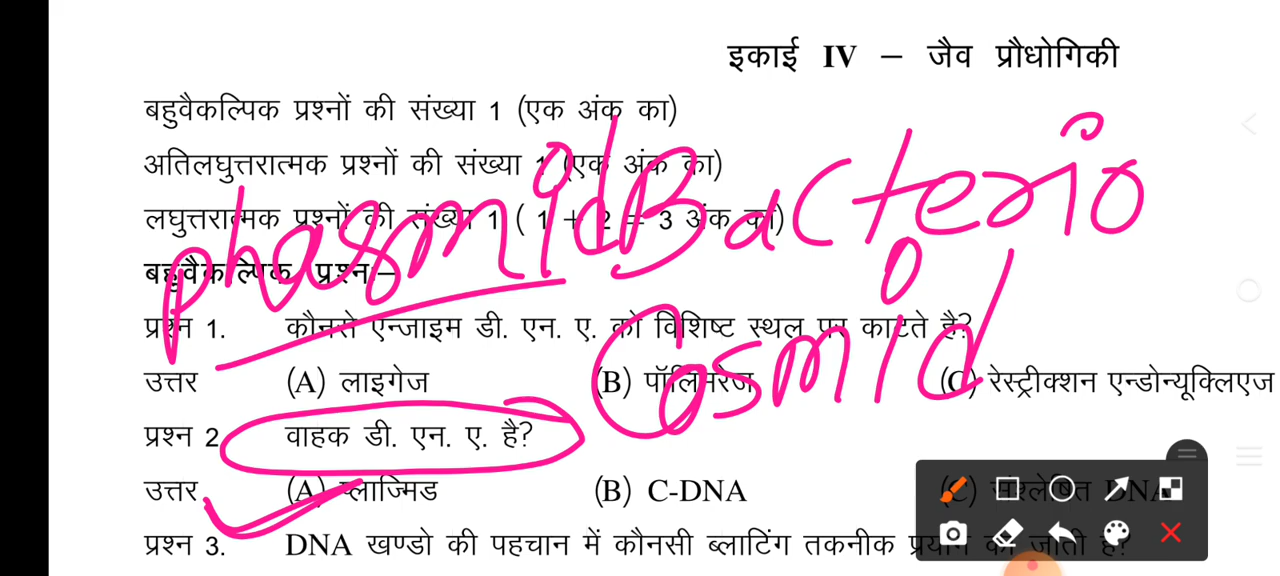 इकाई IV – जैव प्रौधोगिकी
बहुवैकल्पिक प्रश्नों की संख्या 1 (एक अंक का)
अतिलघुत्तरात्मक प्रश्नों की संख्या 1 (एक अंक का)
लघुत्तरात्मक प्रश्नों की संख्या 1 ( 1 + 2 = 3 अंक का)
phasmid Bacterio
बहुवैकल्पिक प्रश्न:–
प्रश्न 1. कौनसे एन्जाइम डी. एन. ए. को विशिष्ट स्थल पर काटते है?
Cosmid
उत्तर (A) लाइगेज (B) पॉलिमरेज (C) रेस्ट्रीक्शन एन्डोन्यूक्लिएज
प्रश्न 2 वाहक डी. एन. ए. है?
उत्तर (A) प्लाज्मिड (B) C-DNA (C) संश्लेषित DNA
प्रश्न 3. DNA खण्डो की पहचान में कौनसी ब्लाटिंग तकनीक प्रयोग की जाती है?